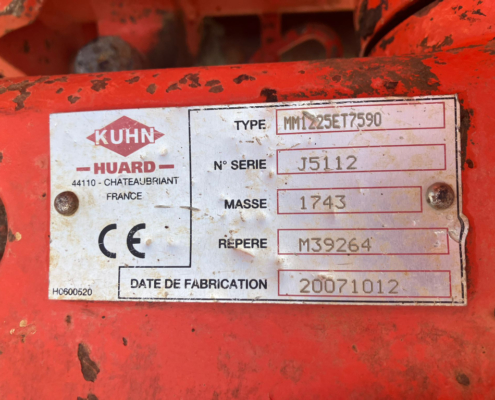 KUHN
HUARD
44110 - CHATEAUBRIANT
FRANCE
CE
H0600620
TYPE MM1225ET7590
N° SERIE J5112
MASSE 1743
REPERE M39264
DATE DE FABRICATION 20071012